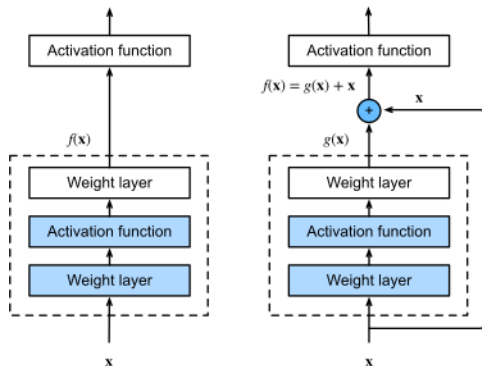 Activation function
f(x)
Weight layer
Activation function
Weight layer
x
Activation function
f(x) = g(x) + x
+
x
g(x)
Weight layer
Activation function
Weight layer
x